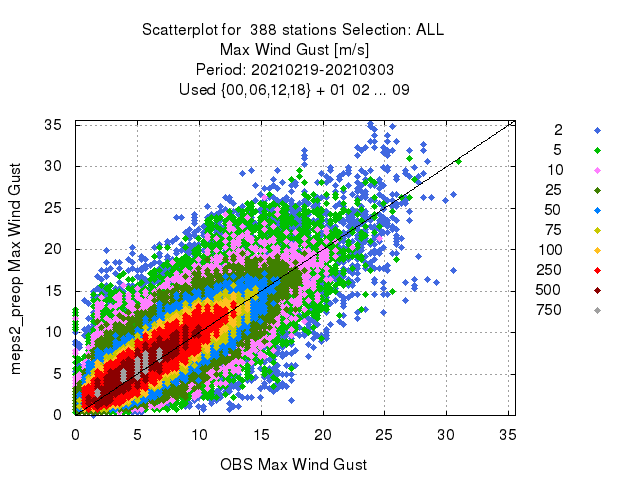 Scatterplot for 388 stations Selection: ALL
Max Wind Gust [m/s]
Period: 20210219-20210303
Used {00,06,12,18} + 01 02 ... 09
meps2_preop Max Wind Gust
35
30
25
20
15
10
5
0
0 5 10 15 20 25 30 35
OBS Max Wind Gust
2
5
10
25
50
75
100
250
500
750